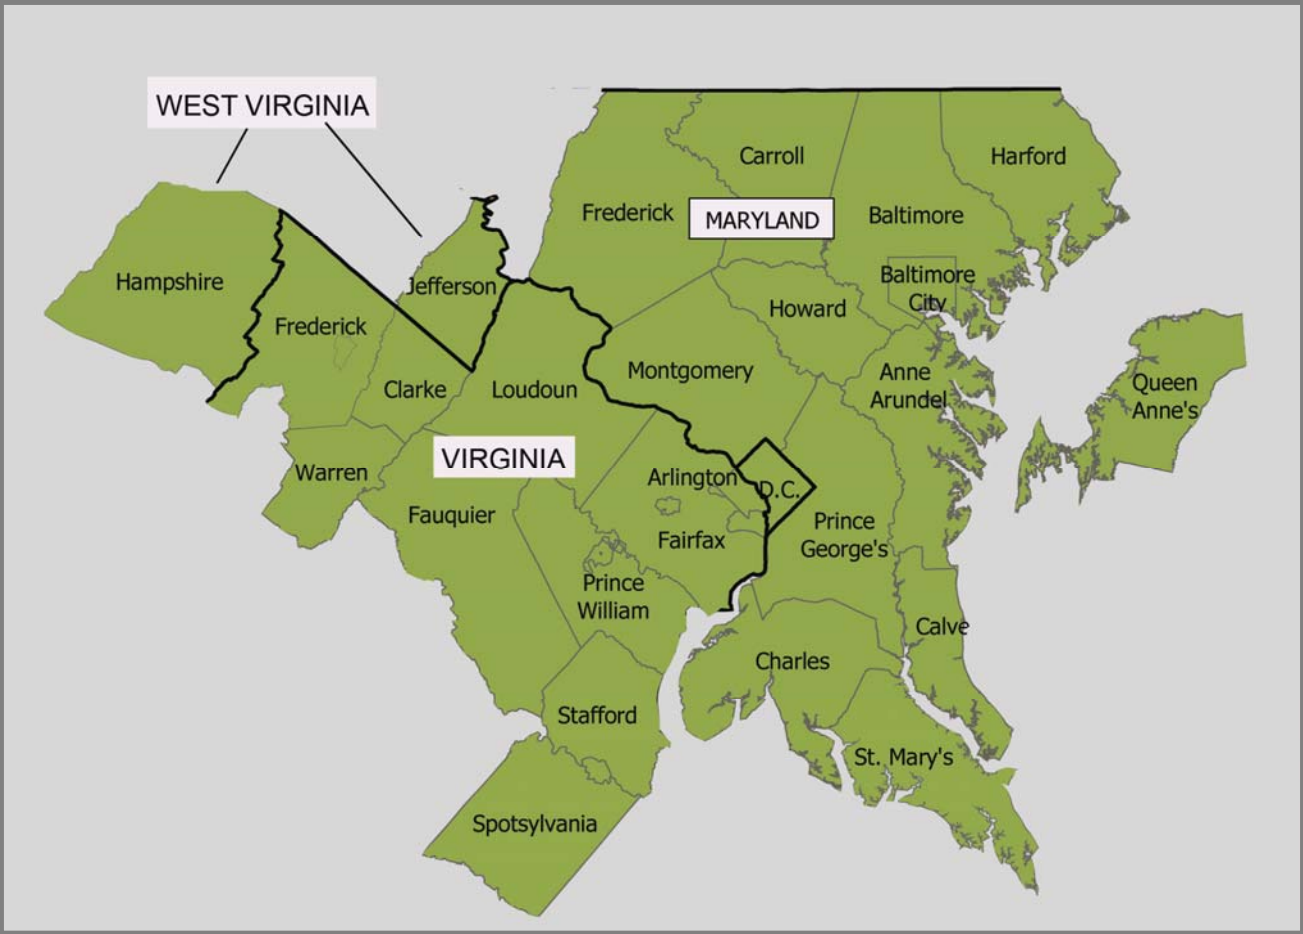 WEST VIRGINIA
Carroll
Harford
Frederick
MARYLAND
Baltimore
Hampshire
Jefferson
Baltimore
City
Howard
Frederick
Montgomery
Anne
Arundel
Queen
Anne's
Clarke
Loudoun
VIRGINIA
Warren
Arlington
D.C.
Fauquier
Prince
George's
Fairfax
Prince
William
Calve
Charles
Stafford
St. Mary's
Spotsylvania